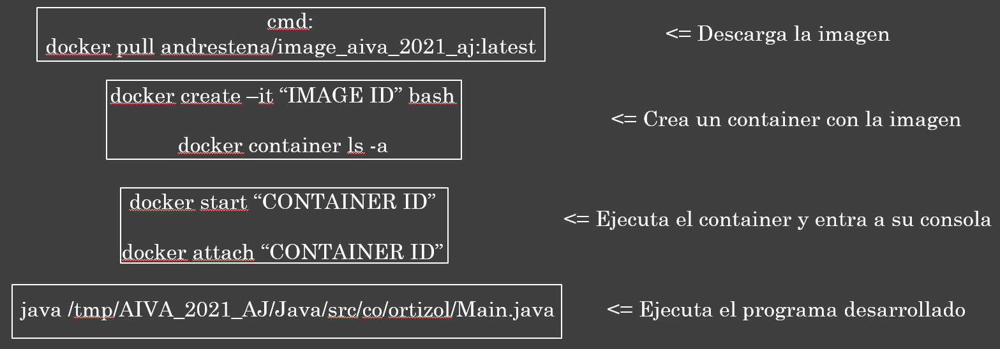 cmd:
docker pull andrestena/image_aiva_2021_aj:latest
<= Descarga la imagen
docker create –it “IMAGE ID” bash
docker container ls -a
<= Crea un container con la imagen
docker start “CONTAINER ID”
docker attach “CONTAINER ID”
<= Ejecuta el container y entra a su consola
java /tmp/AIVA_2021_AJ/Java/src/co/ortizol/Main.java
<= Ejecuta el programa desarrollado